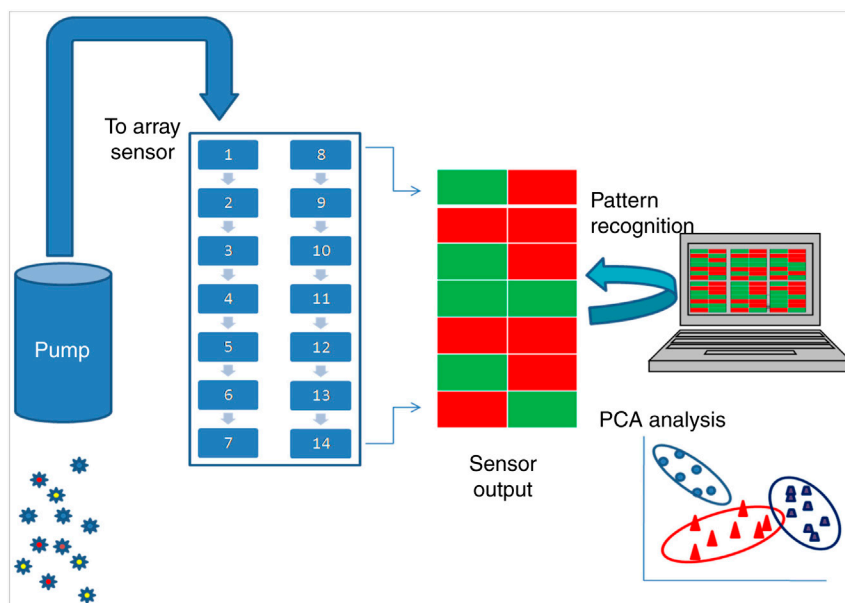 To array
sensor
Pump
1
2
3
4
5
6
7
8
9
10
11
12
13
14
Sensor
output
Pattern
recognition
PCA analysis